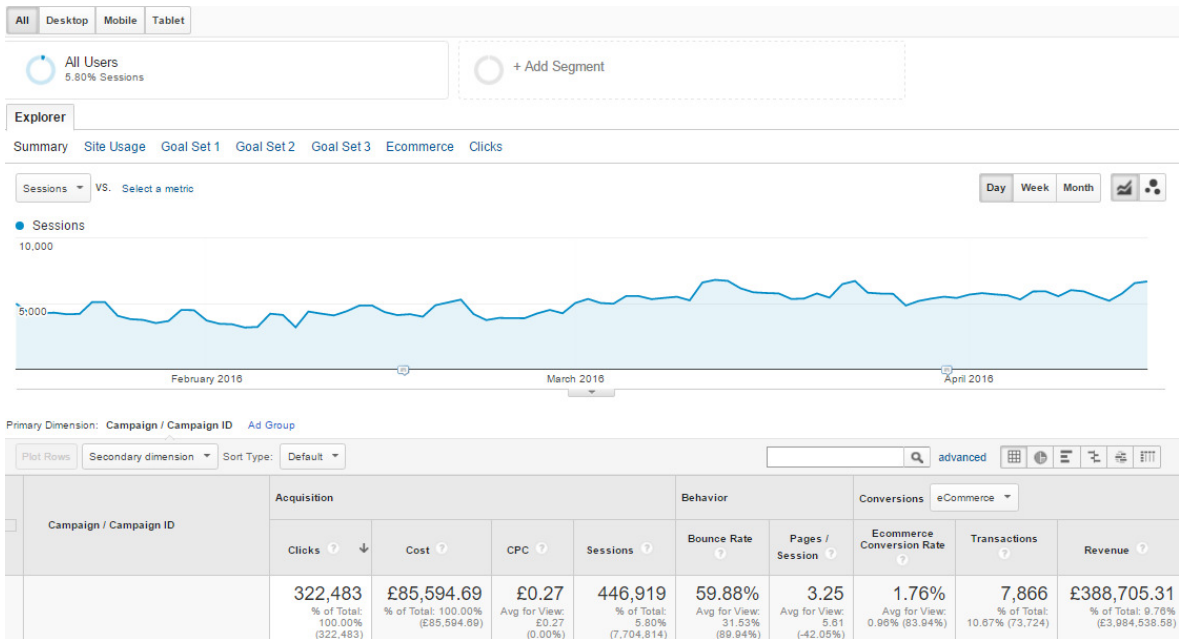 All Desktop Mobile Tablet
All Users
5.80% Sessions
+ Add Segment
Explorer
Summary Site Usage Goal Set 1 Goal Set 2 Goal Set 3 Ecommerce Clicks
Sessions VS. Select a metric Day Week Month
Sessions
10,000
5,000
February 2016 March 2016 April 2016
Primary Dimension: Campaign / Campaign ID Ad Group
Plot Rows Secondary dimension Sort Type: Default advanced
Acquisition Behavior Conversions eCommerce
Campaign / Campaign ID
Clicks ? Cost ? CPC ? Sessions ? Bounce Rate ? Pages / Session ? Ecommerce Conversion Rate ? Transactions ? Revenue ?
322,483 £85,594.69 £0.27 446,919 59.88% 3.25 1.76% 7,866 £388,705.31
% of Total: % of Total: 100.00% Avg for View: % of Total: Avg for View: Avg for View: Avg for View: % of Total: % of Total: 9.76%
100.00% (£85,594.69) £0.27 5.80% 31.53% 5.61 0.96% (83.94%) 10.67% (73,724) (£3,984,538.58)
(322,483) (0.00%) (7,704,814) (89.94%) (-42.05%)